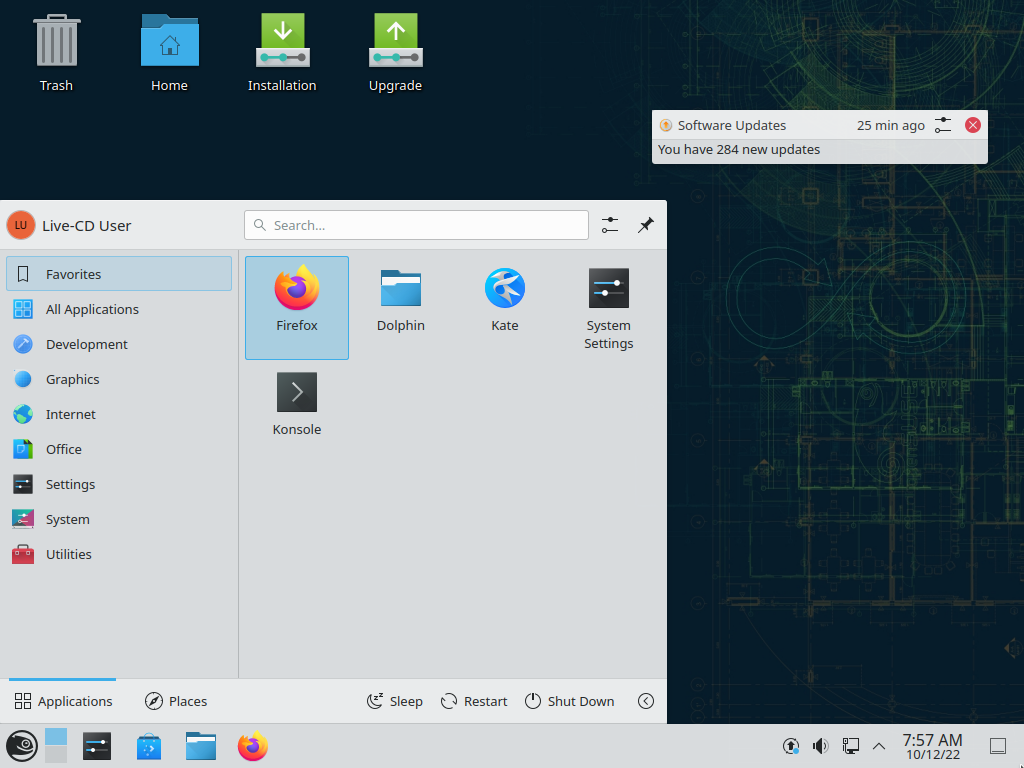 Trash
Home
Installation
Upgrade
Software Updates
25 min ago
You have 284 new updates
LU
Live-CD User
Search...
Favorites
All Applications
Development
Graphics
Internet
Office
Settings
System
Utilities
Firefox
Dolphin
Kate
System
Settings
Konsole
Applications
Places
Sleep
Restart
Shut Down
7:57 AM
10/12/22